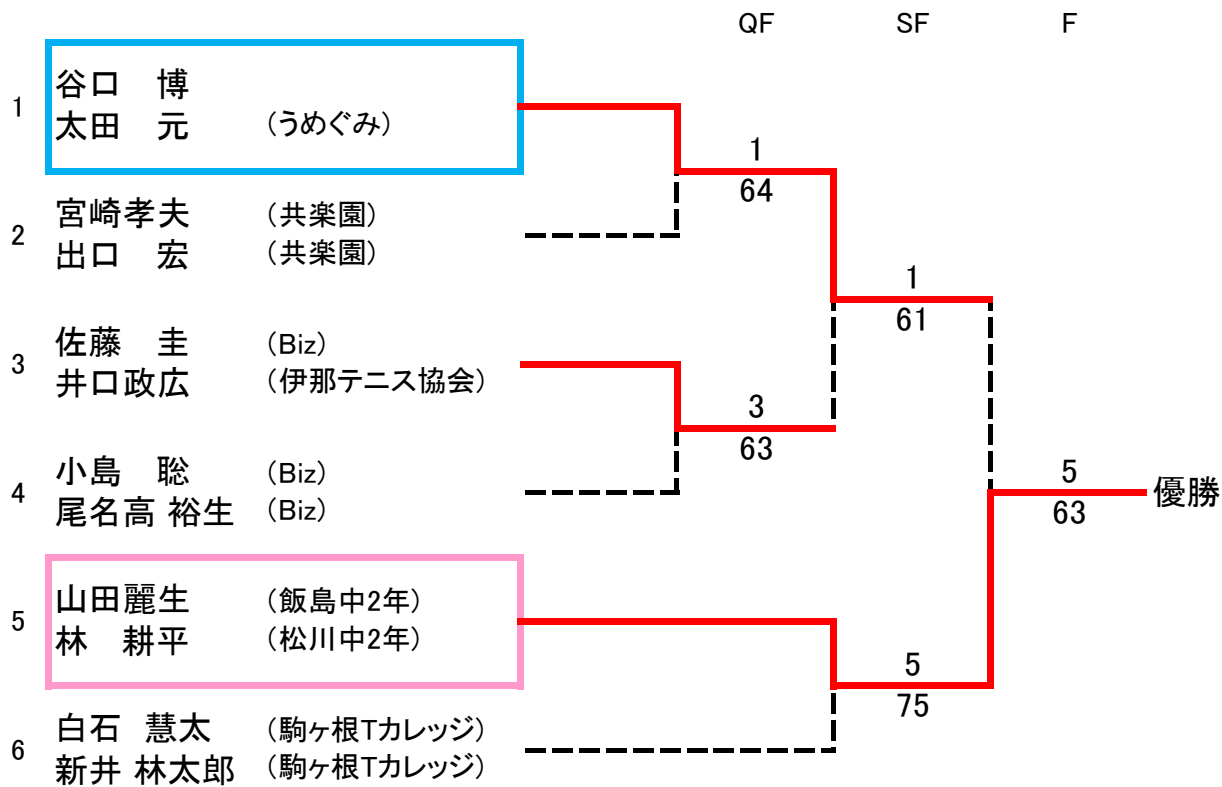 QF SF F
1 谷口　博
太田　元 （うめぐみ）
1
64
2 宮崎孝夫 （共楽園）
出口　宏 （共楽園）
1
61
3 佐藤　圭 （Biz）
井口政広 （伊那テニス協会）
3
63
4 小島　聡 （Biz）
尾名高 裕生 （Biz）
5
63
優勝
5 山田麗生 （飯島中2年）
林　耕平 （松川中2年）
5
75
6 白石　慧太 （駒ヶ根Tカレッジ）
新井 林太郎 （駒ヶ根Tカレッジ）